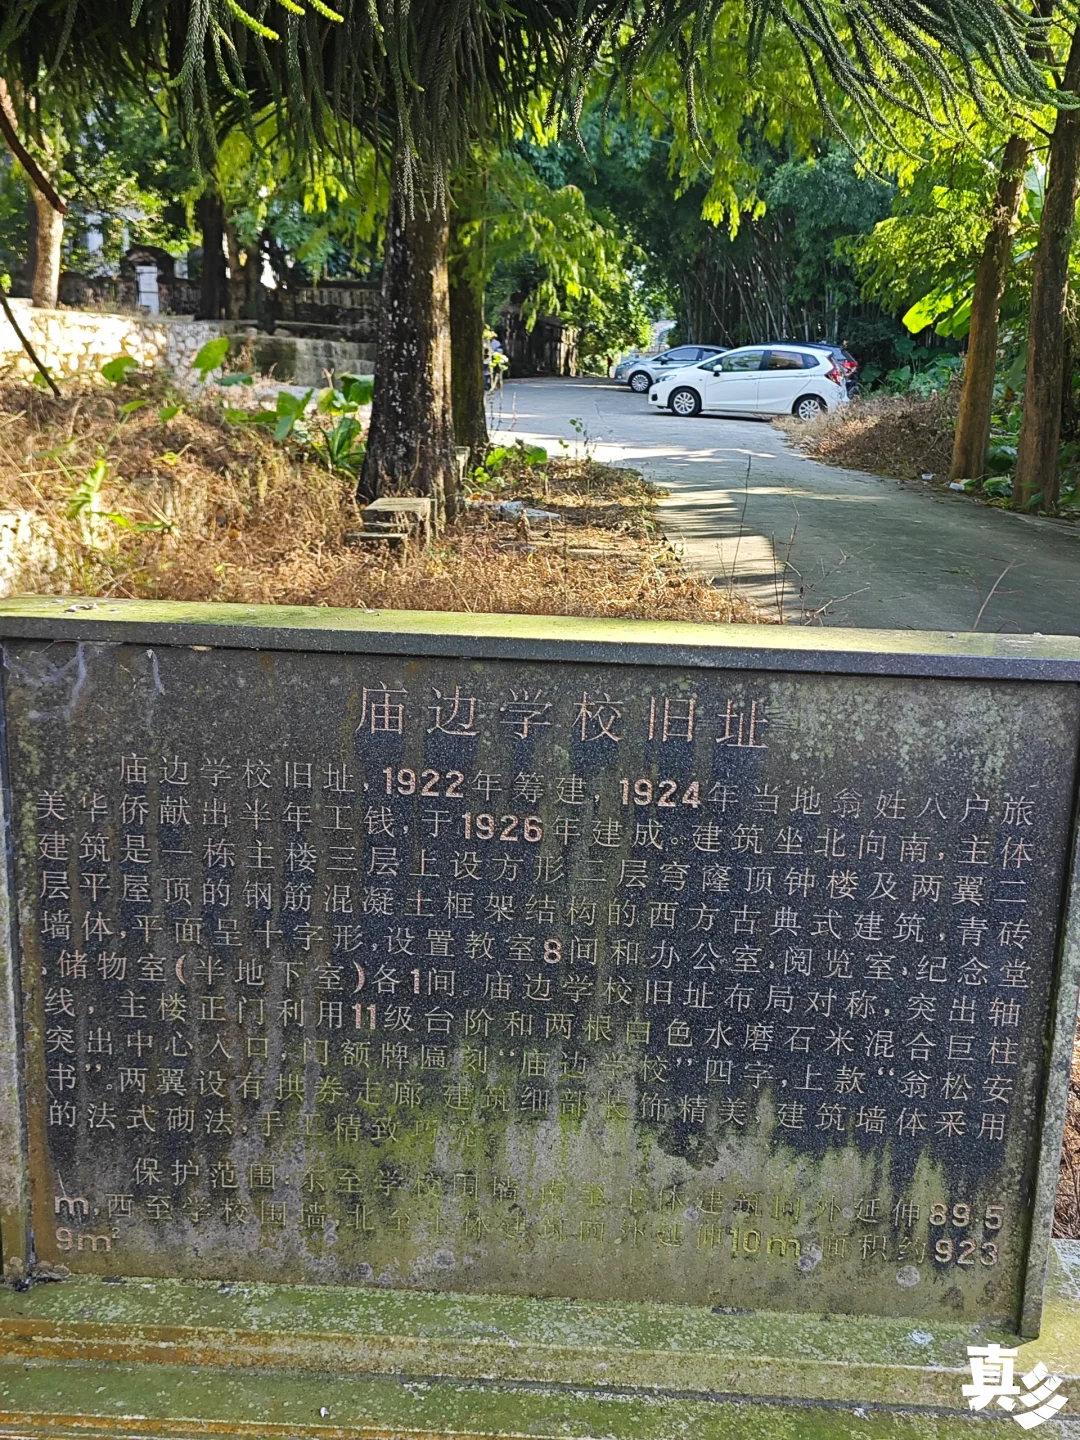 庙边学校旧址
庙边学校旧址,1922年筹建,1924年当地翁姓八户旅
美华侨献出半年工钱,于1926年建成。建筑坐北向南,主体
建筑是一栋主楼三层上设方形二层穹窿顶钟楼及两翼二
层平屋顶的钢筋混凝土框架结构的西方古典式建筑,青砖
墙体,平面呈十字形,设置教室8间和办公室、阅览室、纪念堂
、储物室(半地下室)各1间。庙边学校旧址布局对称,突出轴
线,主楼正门利用11级台阶和两根白色水磨石米混合巨柱
突出中心入口,门额牌匾刻“庙边学校”四字,上款“翁松安
书”。两翼设有拱券走廊 建筑细部装饰精美,建筑墙体采用
的法式砌法,手工精致
保护范围:东至学校围墙,南至主体建筑向外延伸89.5
m,西至学校围墙,北至主体建筑向外延伸10m,面积约923
9m²
真乡